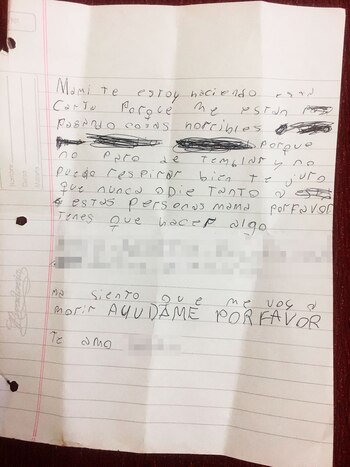 Mami te estoy haciendo esta
Carta Porque me están
Pasando cosas horribles
Porque
no Paro de Temblar y no
Puedo respirar bien te juro
que nunca odie tanto a
estas Personas mama PORFAVOR
Tenes que hacer algo
siento que me voy a
morir AYUDAME PORFAVOR
Te amo